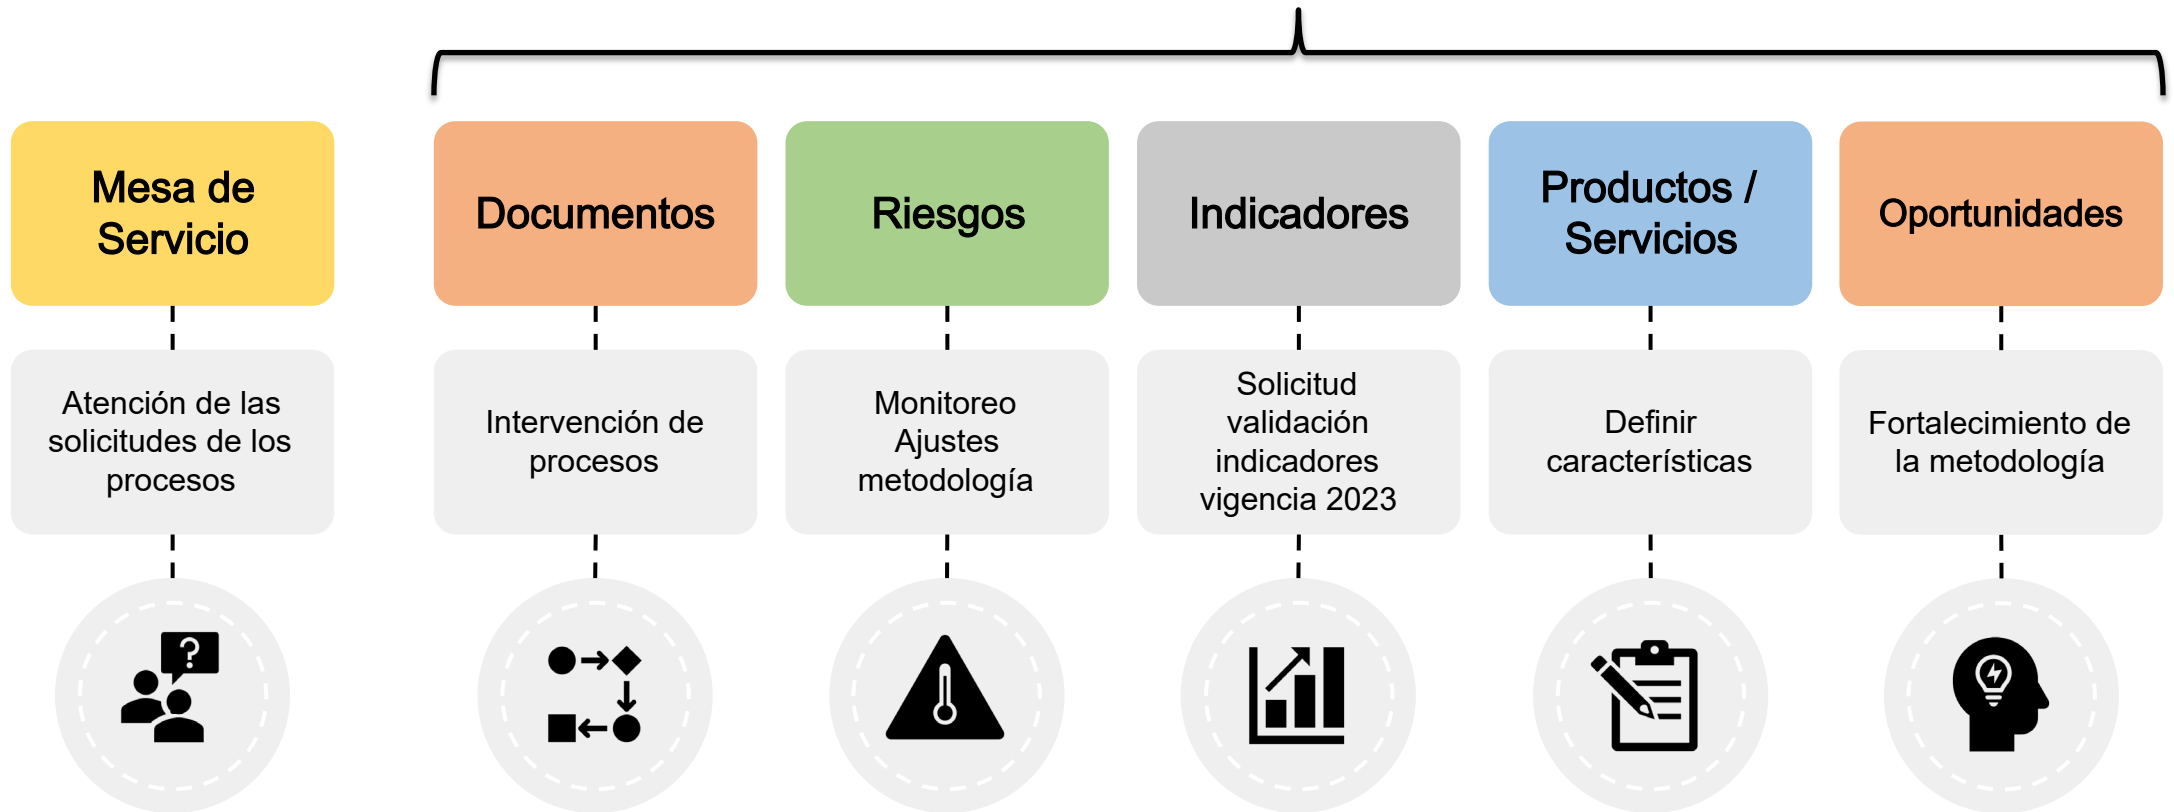 Mesa de
Servicio
Documentos
Riesgos
Indicadores
Productos /
Servicios
Oportunidades
Atención de las
solicitudes de los
procesos
Intervención de
procesos
Monitoreo
Ajustes
metodología
Solicitud
validación
indicadores
vigencia 2023
Definir
características
Fortalecimiento de
la metodología
?